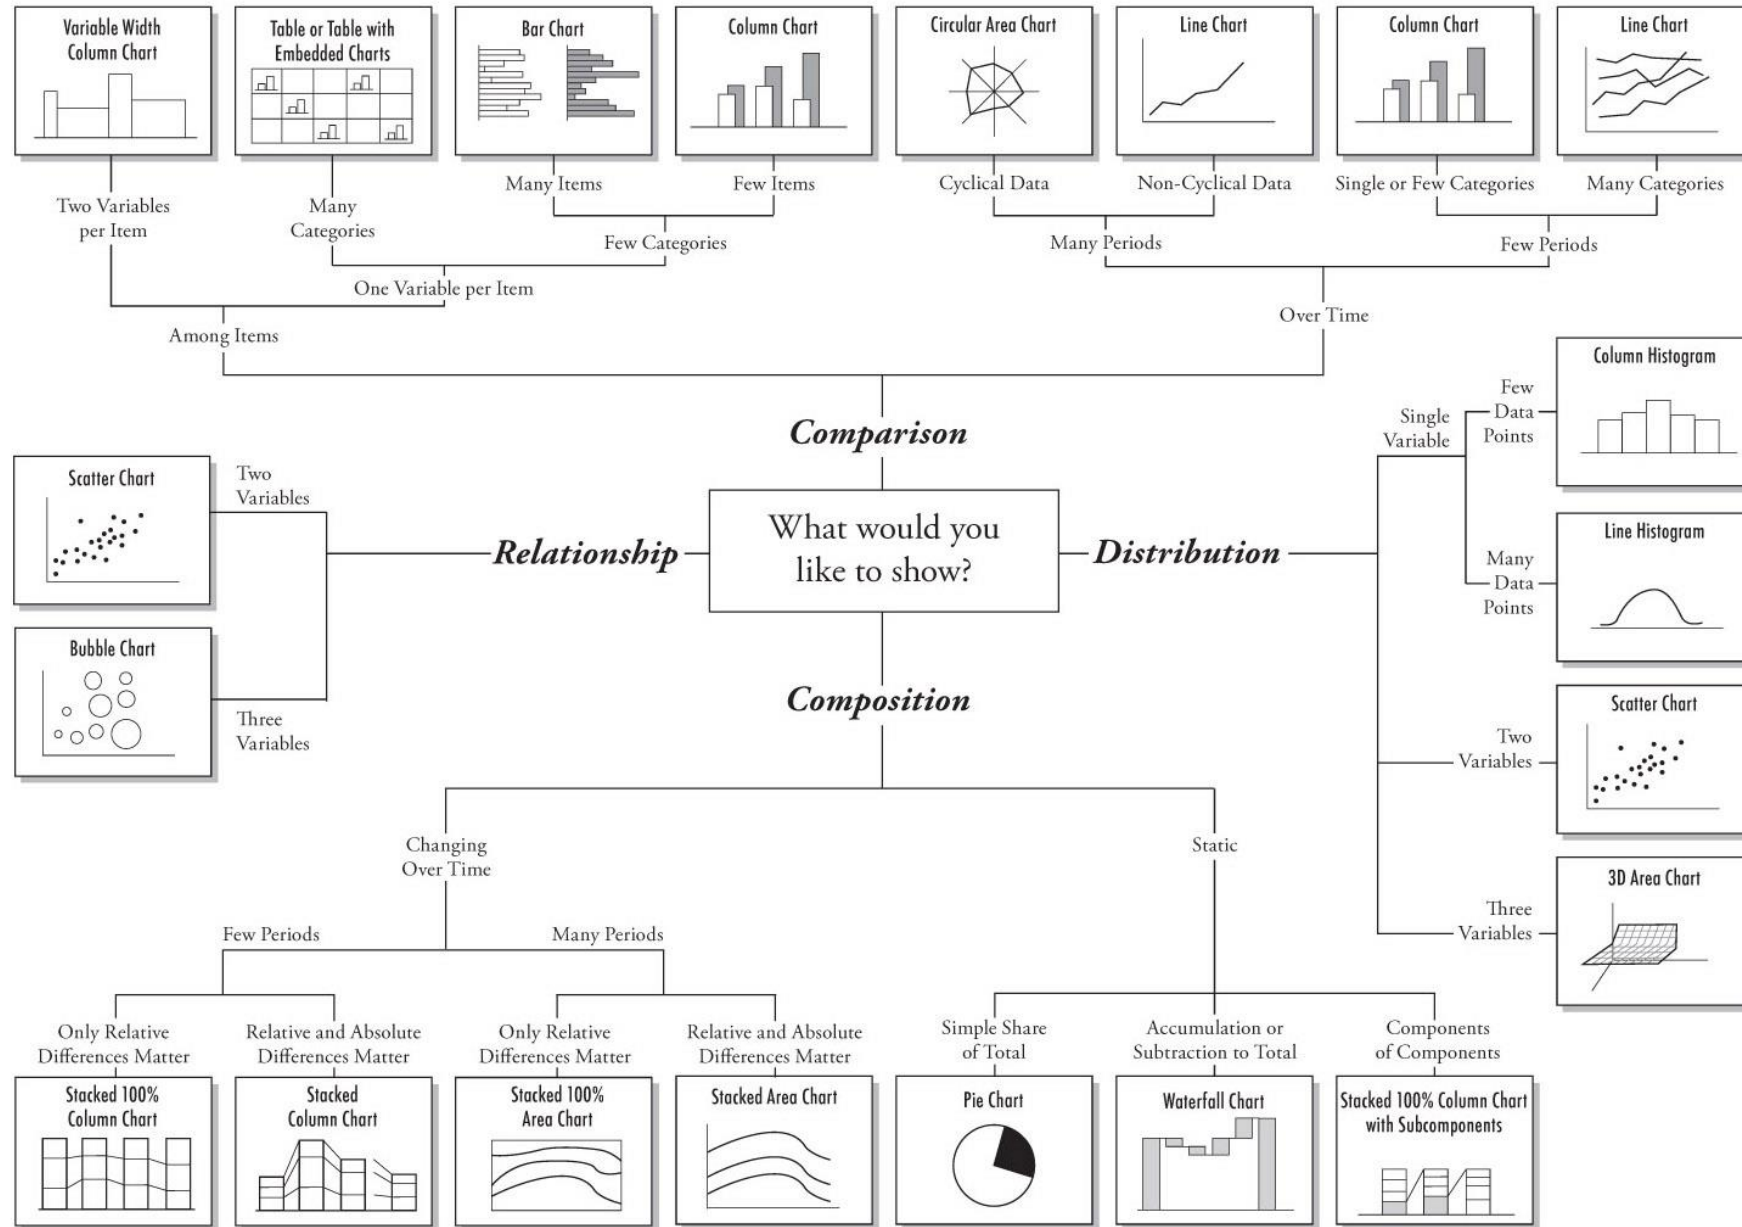 Variable Width
Column Chart
Table or Table with
Embedded Charts
Bar Chart
Column Chart
Circular Area Chart
Line Chart
Column Chart
Line Chart
Two Variables
per Item
Many
Categories
Many Items
Few Items
Cyclical Data
Non-Cyclical Data
Single or Few Categories
Many Categories
Few Categories
Many Periods
Few Periods
One Variable per Item
Among Items
Over Time
Comparison
What would you
like to show?
Relationship
Two
Variables
Scatter Chart
Three
Variables
Bubble Chart
Distribution
Single
Variable
Few
Data
Points
Column Histogram
Many
Data
Points
Line Histogram
Two
Variables
Scatter Chart
Three
Variables
3D Area Chart
Composition
Changing
Over Time
Static
Few Periods
Many Periods
Only Relative
Differences Matter
Relative and Absolute
Differences Matter
Only Relative
Differences Matter
Relative and Absolute
Differences Matter
Simple Share
of Total
Accumulation or
Subtraction to Total
Components
of Components
Stacked 100%
Column Chart
Stacked
Column Chart
Stacked 100%
Area Chart
Stacked Area Chart
Pie Chart
Waterfall Chart
Stacked 100% Column Chart
with Subcomponents